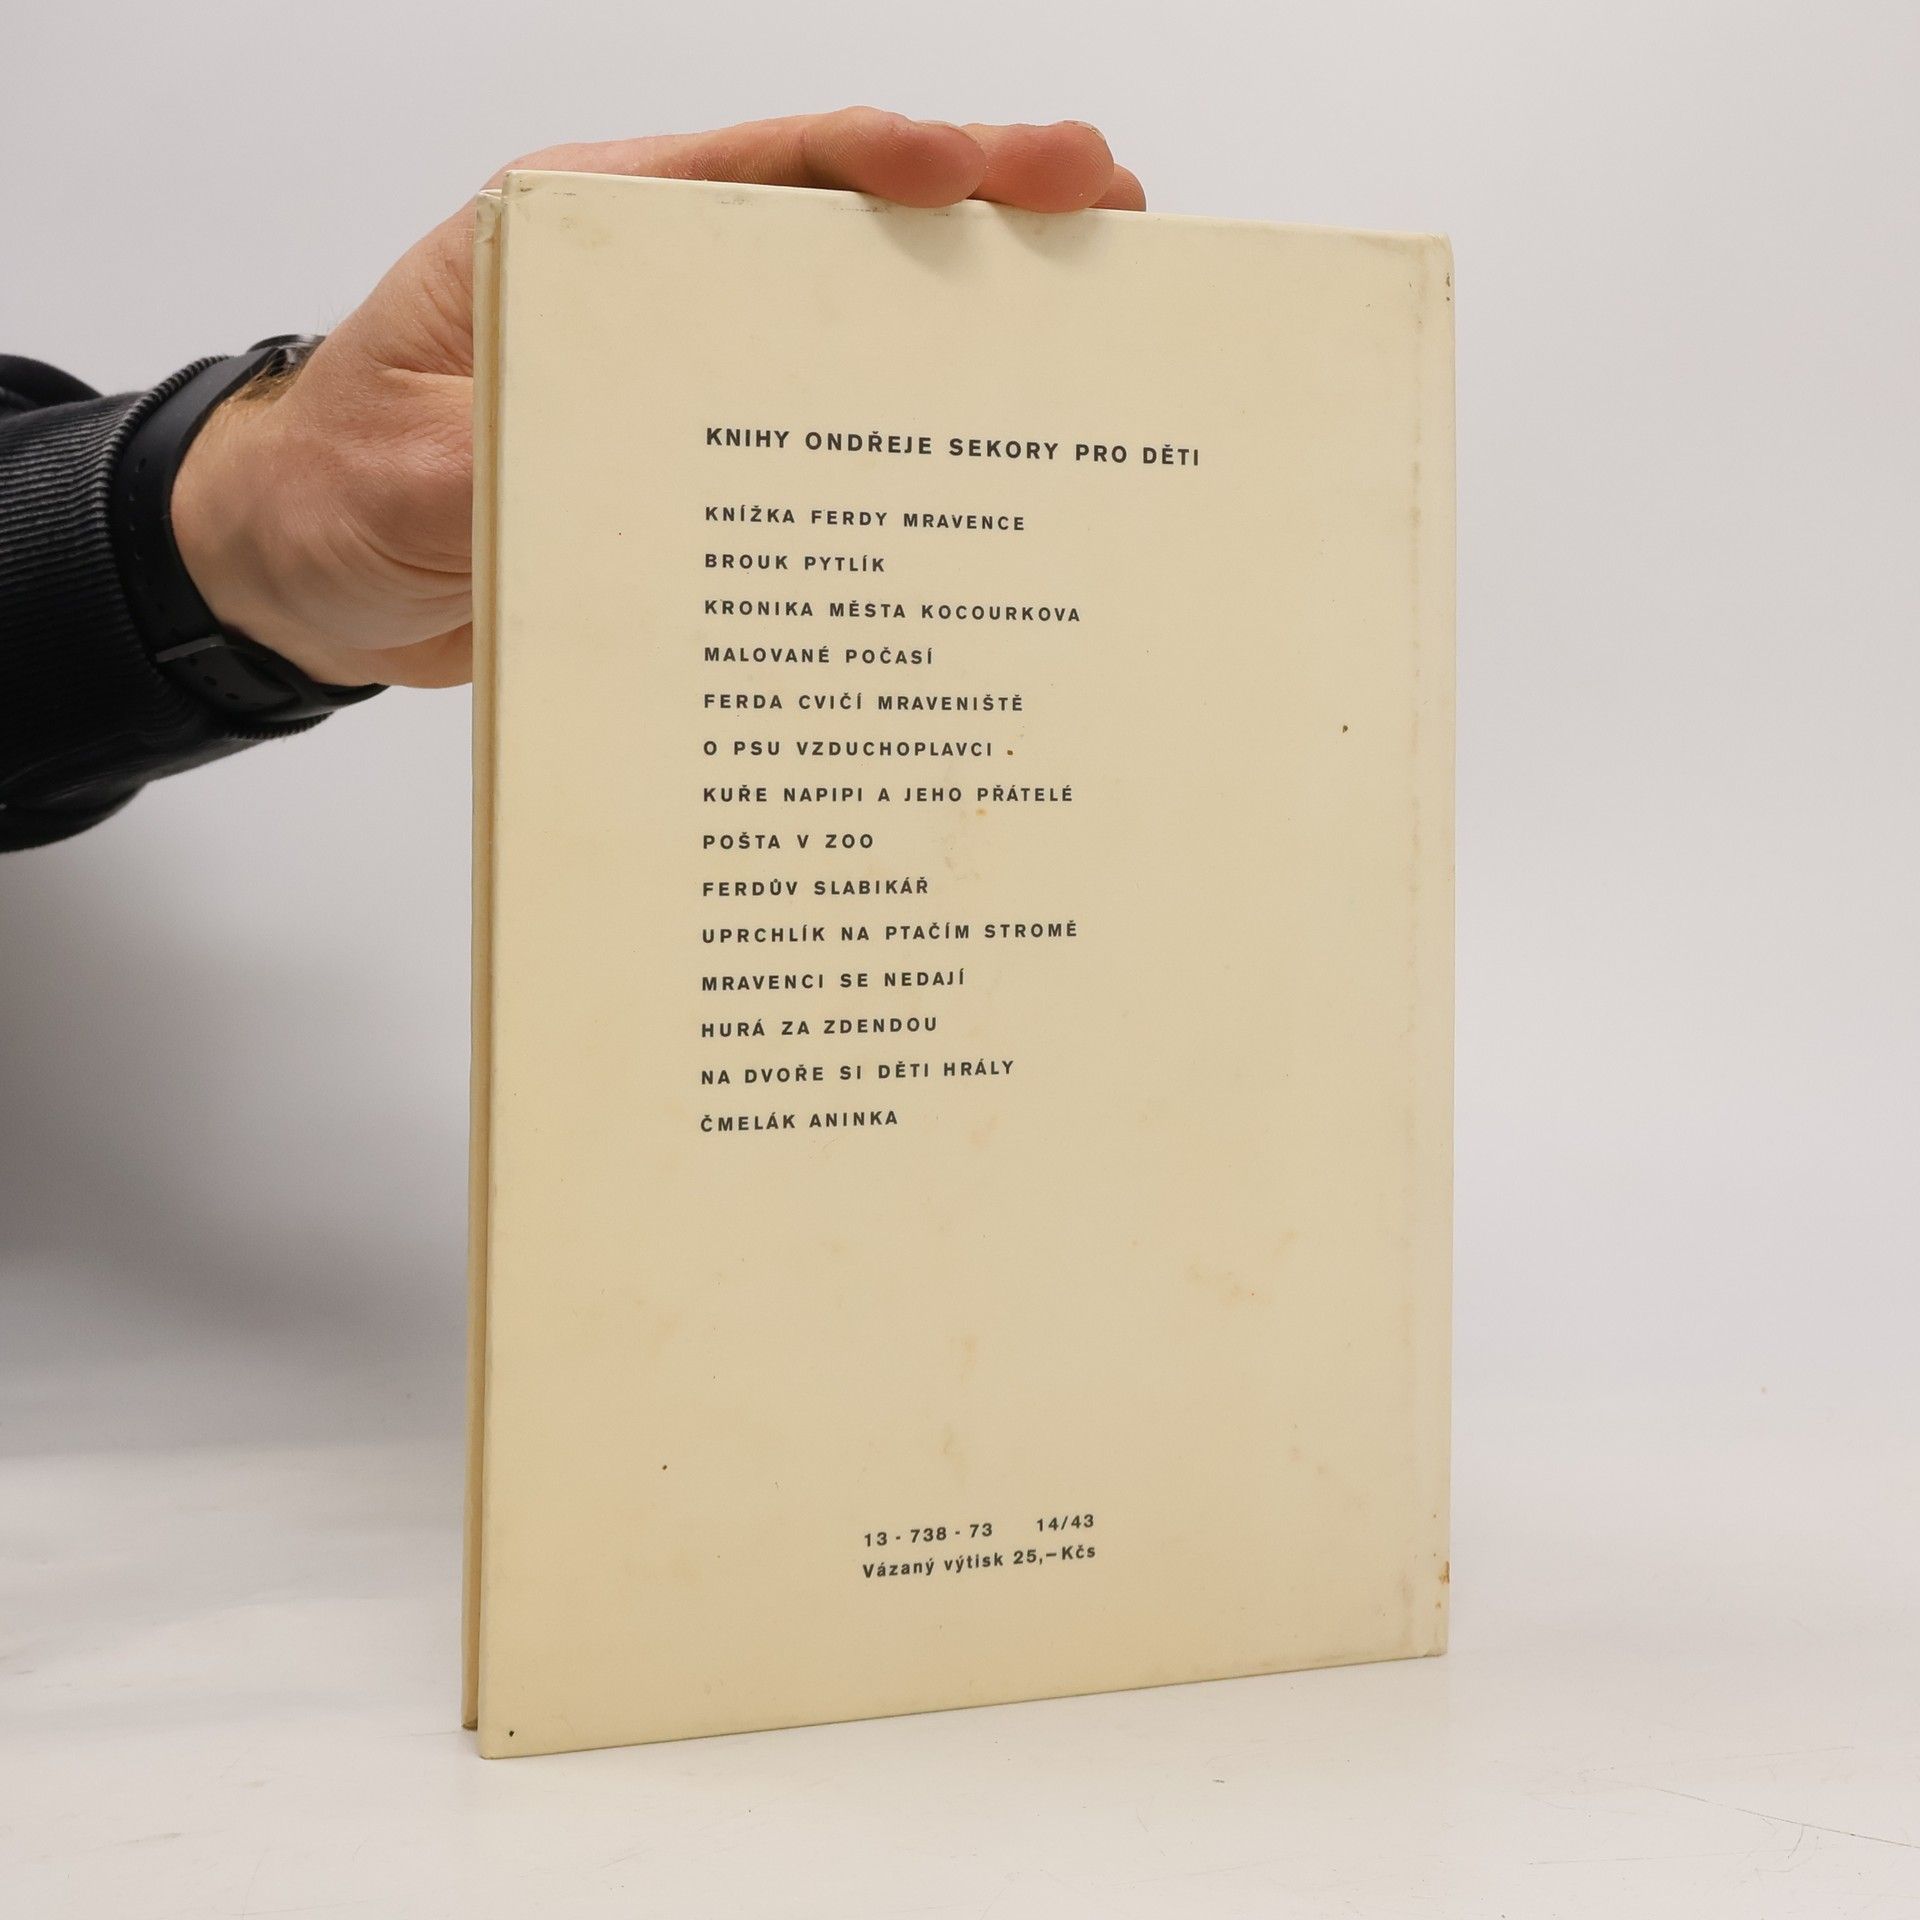 KNIHY ONDŘEJE SEKORY PRO DĚTI
KNÍŽKA FERDY MRAVENCE
BROUK PYTLÍK
KRONIKA MĚSTA KOCOURKOVA
MALOVANÉ POČASÍ
FERDA CVIČÍ MRAVENIŠTĚ
O PSU VZDUCHOPLAVCI
KUŘE NAPIPI A JEHO PŘÁTELÉ
POŠTA V ZOO
FERDŮV SLABIKÁŘ
UPRCHLÍK NA PTAČÍM STROMĚ
MRAVENCI SE NEDAJÍ
HURÁ ZA ZDENDOU
NA DVOŘE SI DĚTI HRÁLY
ČMELÁK ANINKA
13 - 738 - 73 14/43
Vázaný výtisk 25,– Kčs